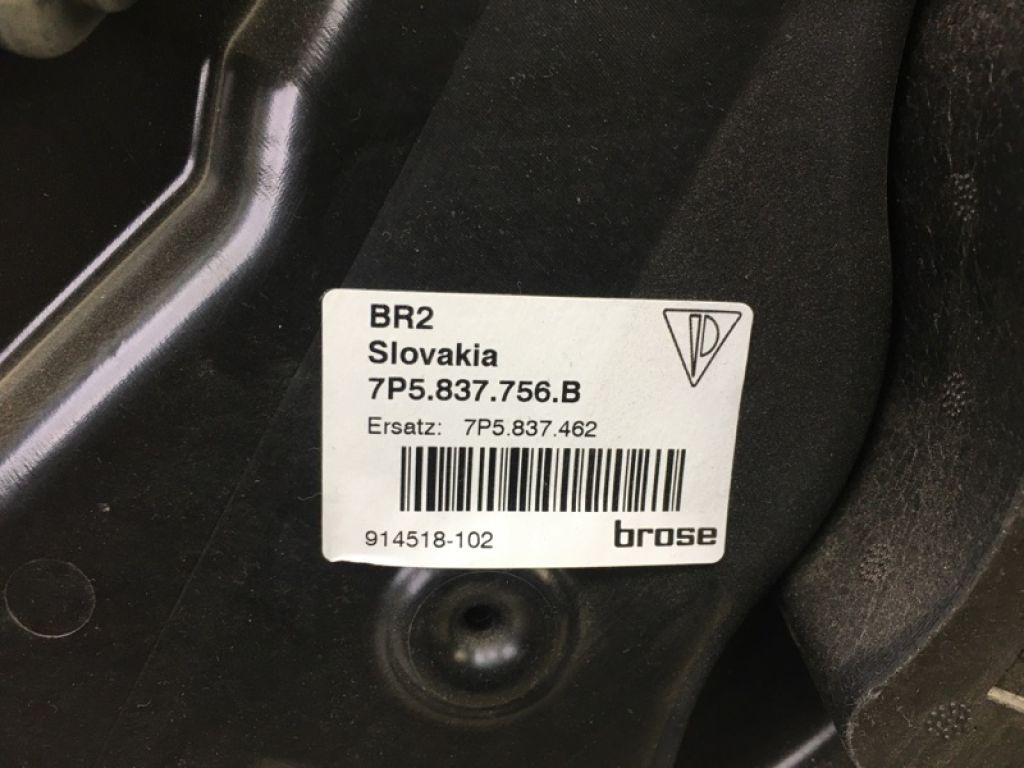 BR2
Slovakia
7P5.837.756.B
Ersatz: 7P5.837.462
914518-102
brose